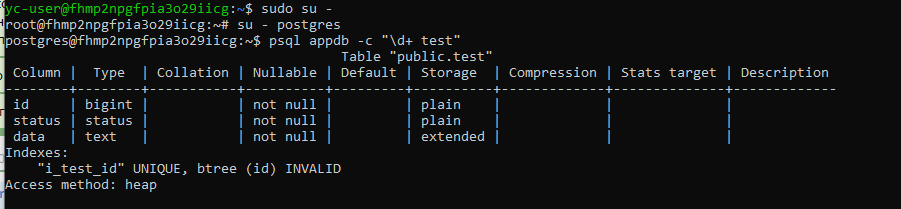 yc-user@fhmp2npgfpia3o29iicg:~$ sudo su -
root@fhmp2npgfpia3o29iicg:~# su - postgres
postgres@fhmp2npgfpia3o29iicg:~$ psql appdb -c "\d+ test"
Table "public.test"
Column | Type | Collation | Nullable | Default | Storage | Compression | Stats target | Description
--------+--------+-----------+----------+---------+----------+-------------+--------------+-------------
id | bigint | | not null | | plain | | |
status | status | | not null | | plain | | |
data | text | | not null | | extended | | |
Indexes:
"i_test_id" UNIQUE, btree (id) INVALID
Access method: heap